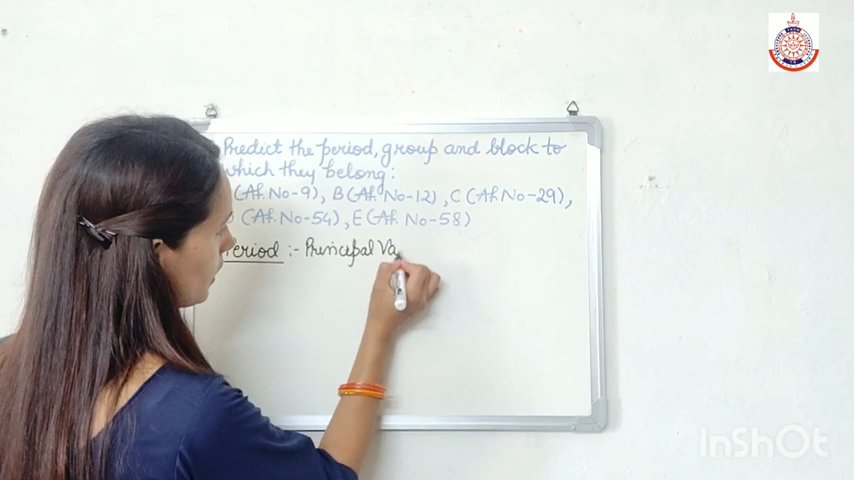 Predict the period, group and block to
which they belong:
(At. No-9), B(At. No-12), C(At. No-29),
(At. No-54), E(At. No-58)
Period :- Principal Va
InShOt